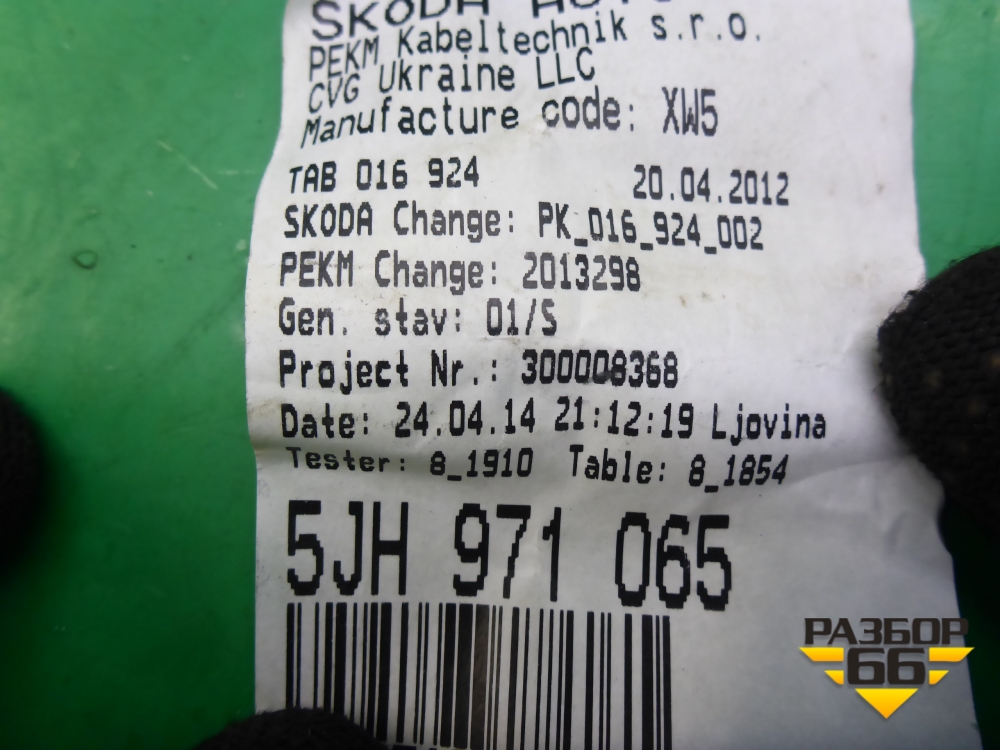 SKODA AUTO
PEKM Kabeltechnik s.r.o.
CVG Ukraine LLC
Manufacture code: XW5
TAB 016 924 20.04.2012
SKODA Change: PK_016_924_002
PEKM Change: 2013298
Gen. stav: 01/S
Project Nr.: 300008368
Date: 24.04.14 21:12:19 Ljovina
Tester: 8_1910 Table: 8_1854
5JH 971 065
РАЗБОР
66